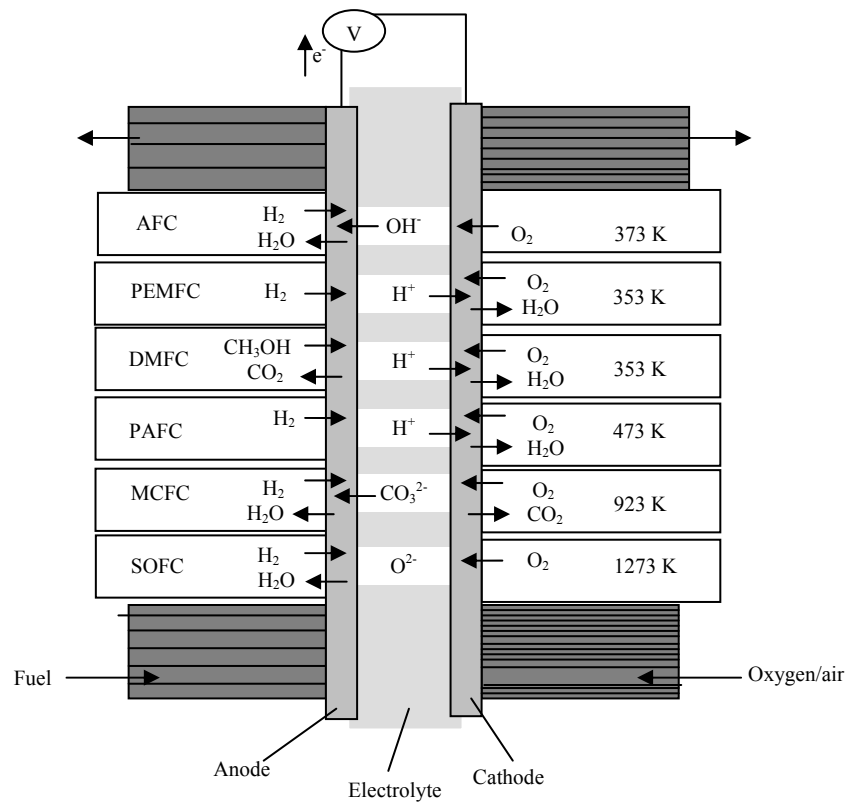 V
e⁻
AFC H₂ OH⁻ O₂ 373 K
H₂O
PEMFC H₂ H⁺ O₂ 353 K
H₂O
DMFC CH₃OH H⁺ O₂ 353 K
CO₂ H₂O
PAFC H₂ H⁺ O₂ 473 K
H₂O
MCFC H₂ CO₃²⁻ O₂ 923 K
H₂O CO₂
SOFC H₂ O²⁻ O₂ 1273 K
H₂O
Fuel Oxygen/air
Anode Cathode
Electrolyte